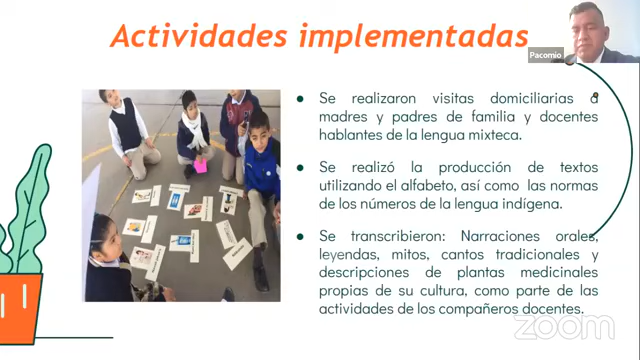 Actividades implementadas
Pacomio
● Se realizaron visitas domiciliarias a
madres y padres de familia y docentes
hablantes de la lengua mixteca.
● Se realizó la producción de textos
utilizando el alfabeto, así como las normas
de los números de la lengua indígena.
● Se transcribieron: Narraciones orales,
leyendas, mitos, cantos tradicionales y
descripciones de plantas medicinales
propias de su cultura, como parte de las
actividades de los compañeros docentes.
zoom